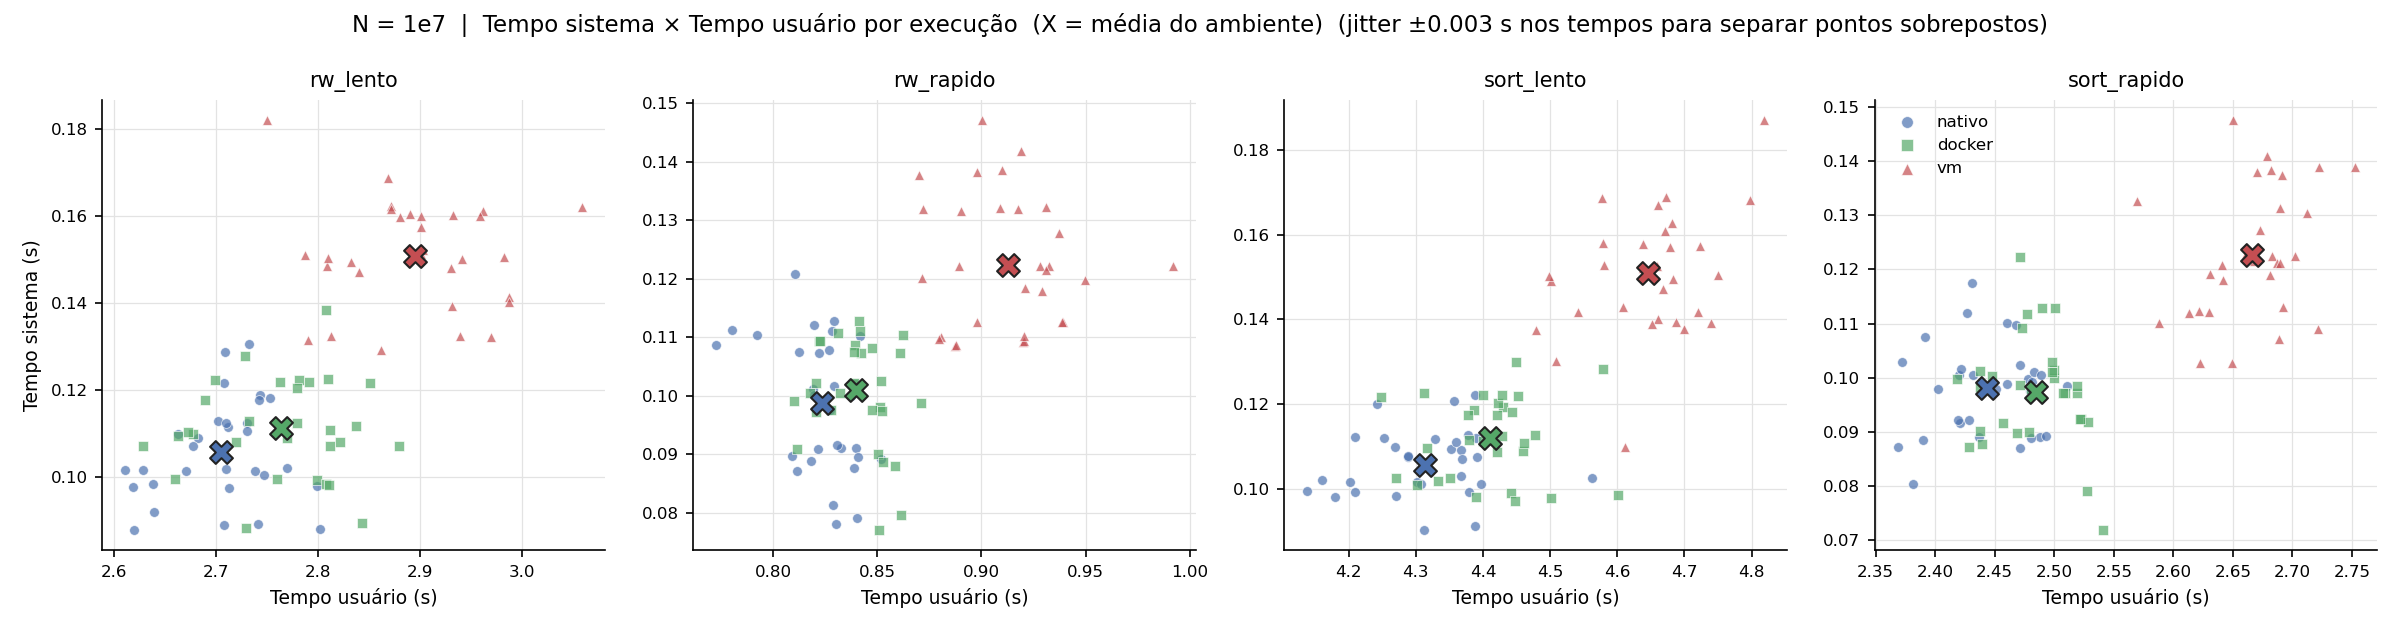 N = 1e7 | Tempo sistema × Tempo usuário por execução (X = média do ambiente) (jitter ±0.003 s nos tempos para separar pontos sobrepostos)
rw_lento
Tempo sistema (s)
0.18
0.16
0.14
0.12
0.10
2.6 2.7 2.8 2.9 3.0
Tempo usuário (s)
rw_rapido
0.15
0.14
0.13
0.12
0.11
0.10
0.09
0.08
0.80 0.85 0.90 0.95 1.00
Tempo usuário (s)
sort_lento
0.18
0.16
0.14
0.12
0.10
4.2 4.3 4.4 4.5 4.6 4.7 4.8
Tempo usuário (s)
sort_rapido
nativo
docker
vm
0.15
0.14
0.13
0.12
0.11
0.10
0.09
0.08
0.07
2.35 2.40 2.45 2.50 2.55 2.60 2.65 2.70 2.75
Tempo usuário (s)